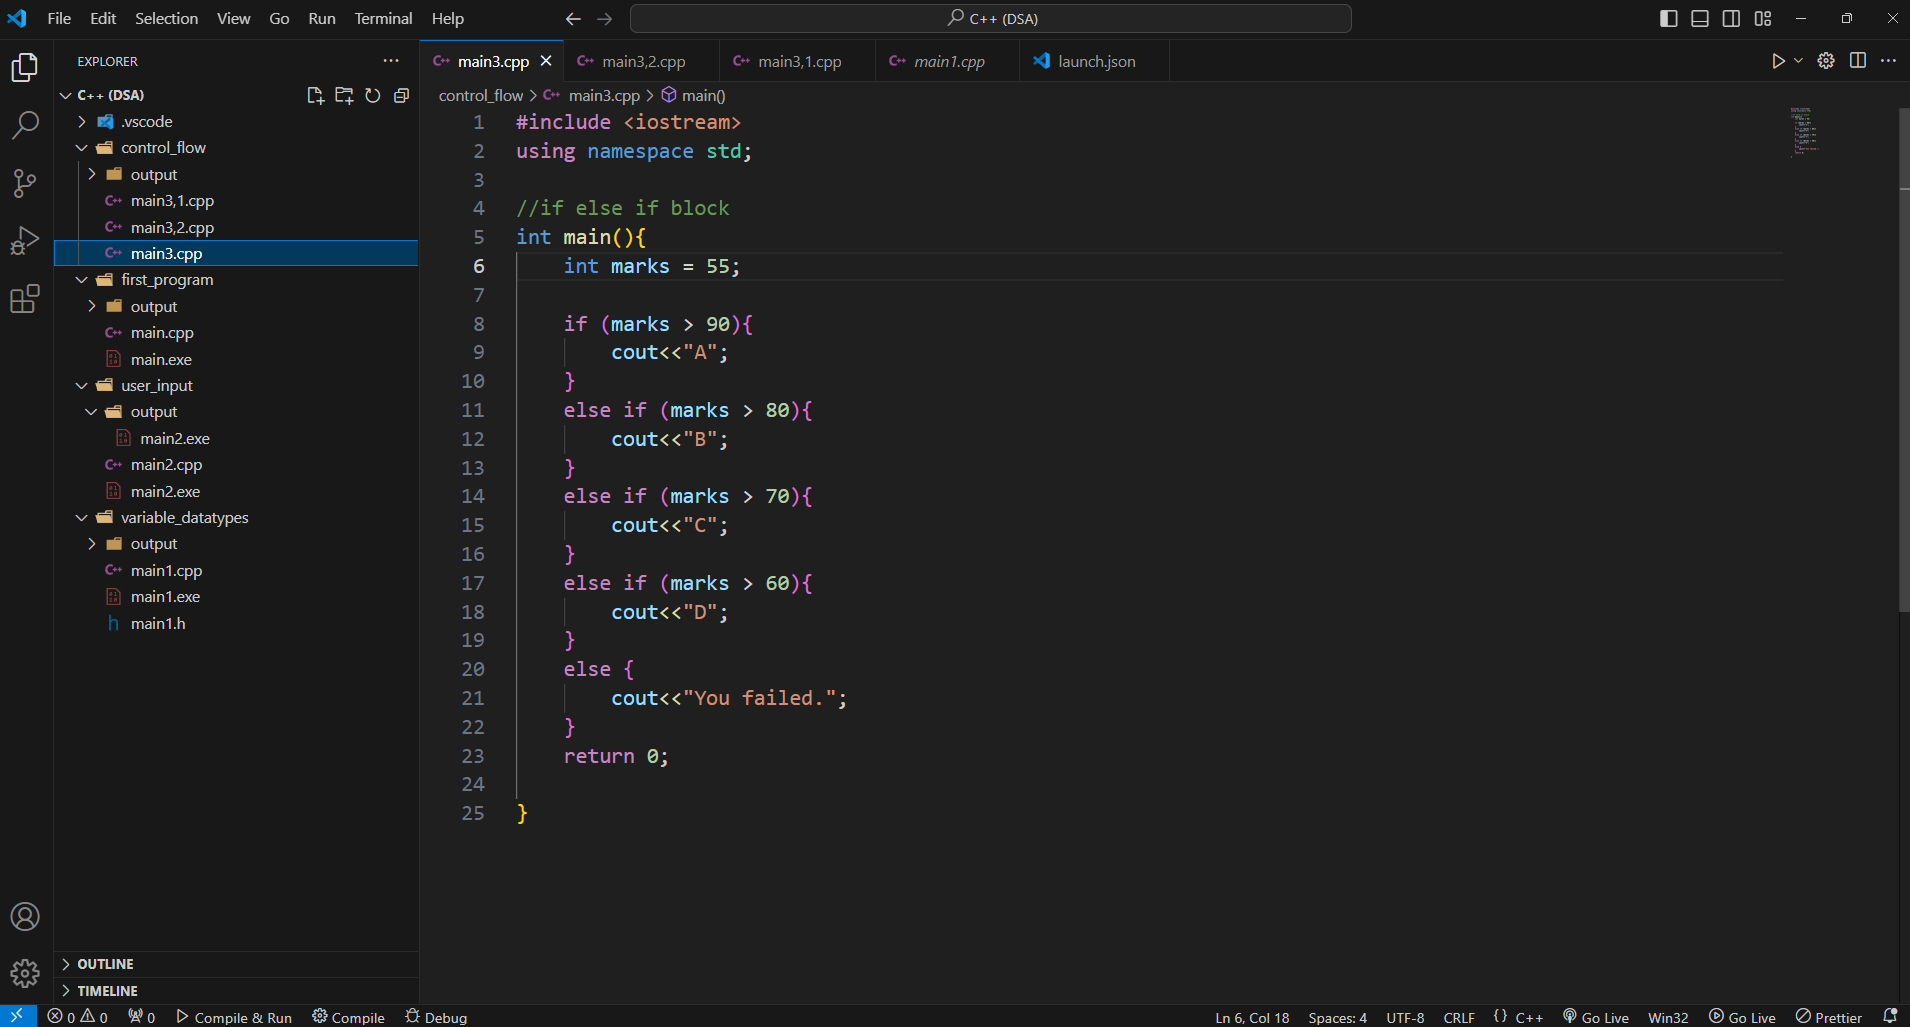 File Edit Selection View Go Run Terminal Help
C++ (DSA)
EXPLORER
C++ (DSA)
.vscode
control_flow
output
main3,1.cpp
main3,2.cpp
main3.cpp
first_program
output
main.cpp
main.exe
user_input
output
main2.exe
main2.cpp
main2.exe
variable_datatypes
output
main1.cpp
main1.exe
h main1.h
OUTLINE
TIMELINE
main3.cpp main3,2.cpp main3,1.cpp main1.cpp launch.json
control_flow > main3.cpp > main()
1 #include <iostream>
2 using namespace std;
3
4 //if else if block
5 int main(){
6 int marks = 55;
7
8 if (marks > 90){
9 cout<<"A";
10 }
11 else if (marks > 80){
12 cout<<"B";
13 }
14 else if (marks > 70){
15 cout<<"C";
16 }
17 else if (marks > 60){
18 cout<<"D";
19 }
20 else {
21 cout<<"You failed.";
22 }
23 return 0;
24
25 }
0 0 0 Compile & Run Compile Debug Ln 6, Col 18 Spaces: 4 UTF-8 CRLF {} C++ Go Live Win32 Go Live Prettier